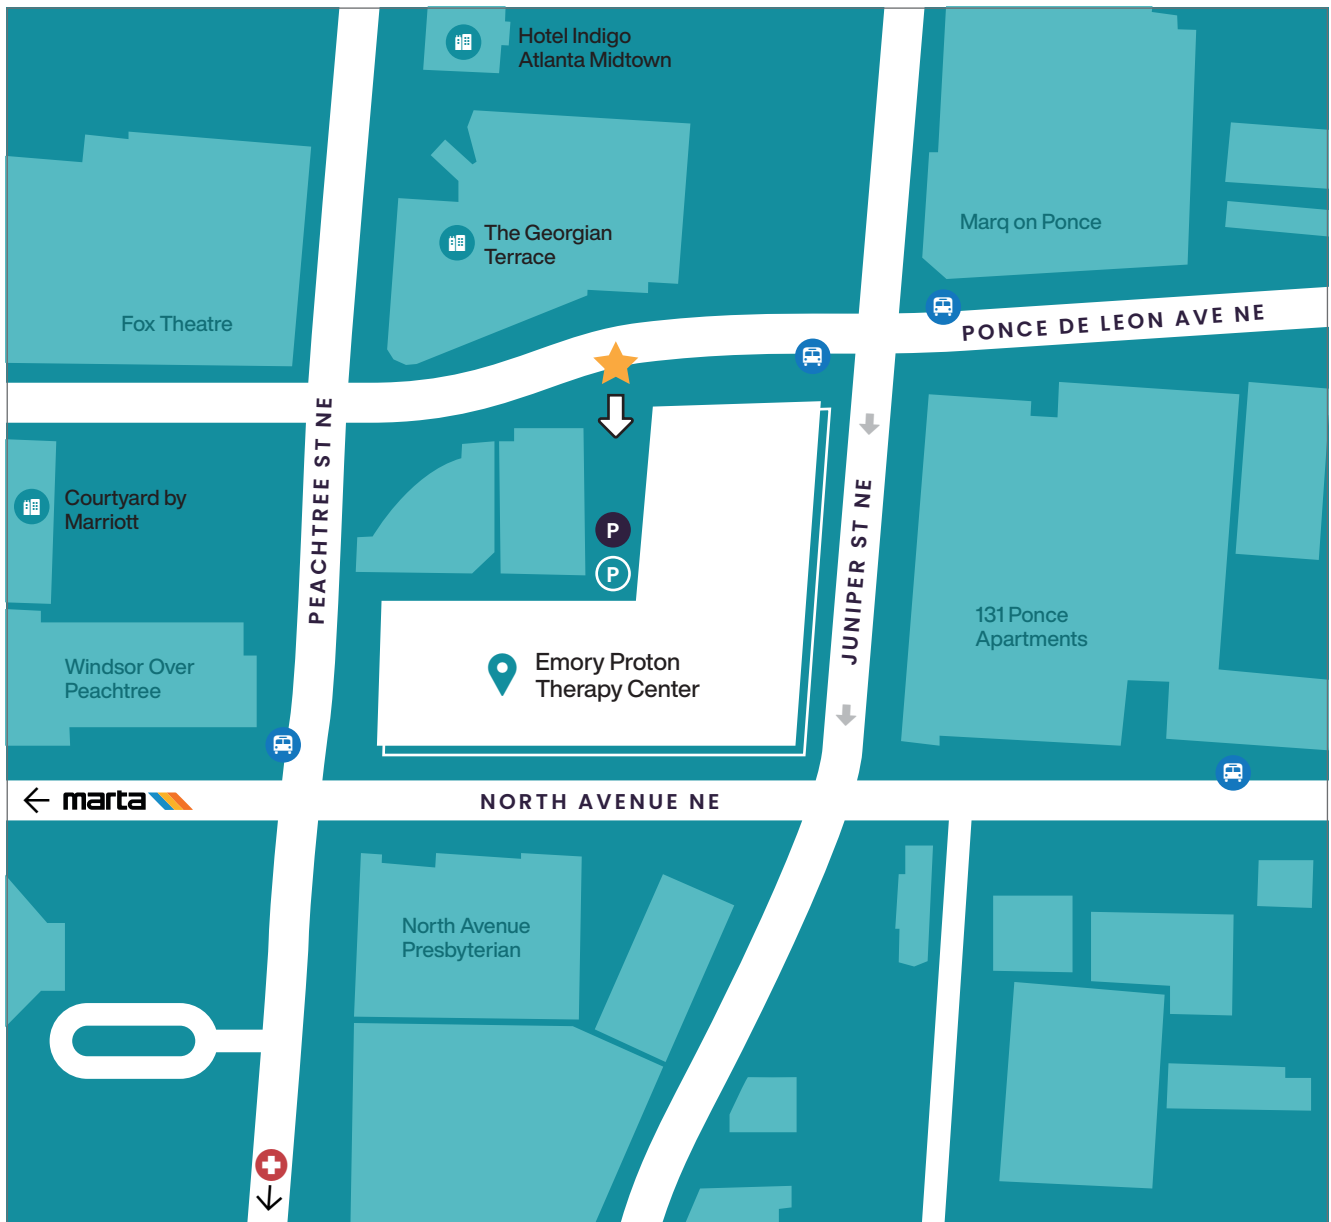 Hotel Indigo
Atlanta Midtown
The Georgian
Terrace
Marq on Ponce
Fox Theatre
PONCE DE LEON AVE NE
PEACHTREE ST NE
Courtyard by
Marriott
P
P
JUNIPER ST NE
131 Ponce
Apartments
Windsor Over
Peachtree
Emory Proton
Therapy Center
marta
NORTH AVENUE NE
North Avenue
Presbyterian